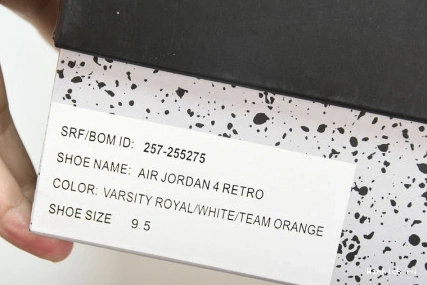 SRF/BOM ID: 257-255275
SHOE NAME: AIR JORDAN 4 RETRO
COLOR: VARSITY ROYAL/WHITE/TEAM ORANGE
SHOE SIZE 9.5